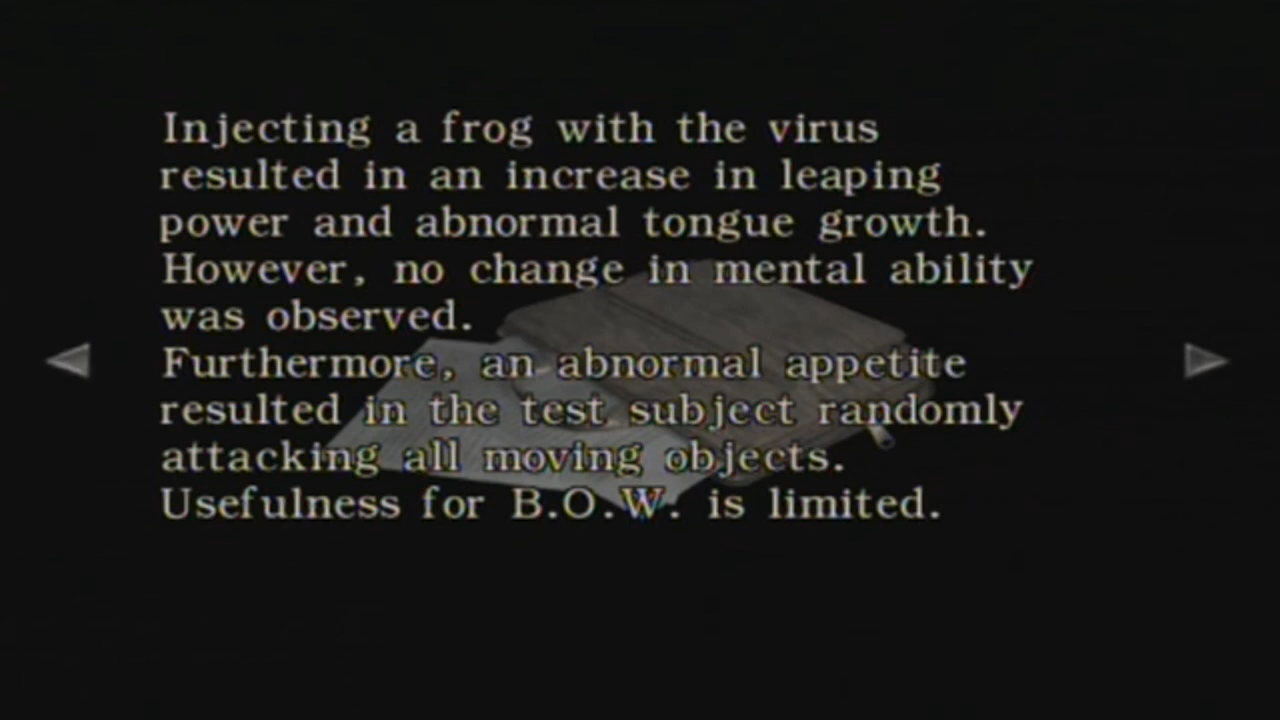 Injecting a frog with the virus
resulted in an increase in leaping
power and abnormal tongue growth.
However, no change in mental ability
was observed.
Furthermore, an abnormal appetite
resulted in the test subject randomly
attacking all moving objects.
Usefulness for B.O.W. is limited.